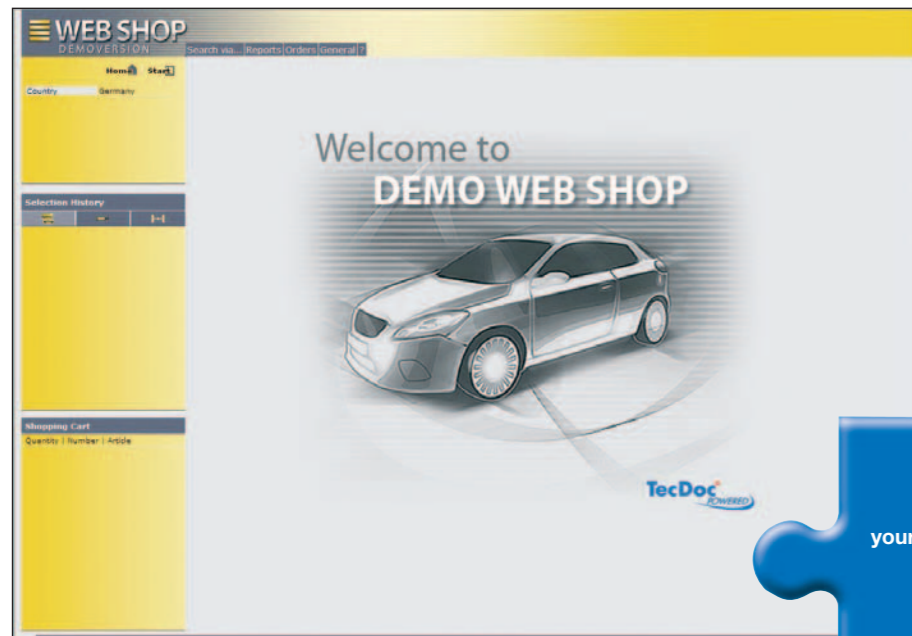 WEB SHOP
DEMOVERSION
Search via... Reports Orders General ?
Home Start
Country Germany
Welcome to
DEMO WEB SHOP
Selection History
Shopping Cart
Quantity | Number | Article
TecDoc
POWERED
your